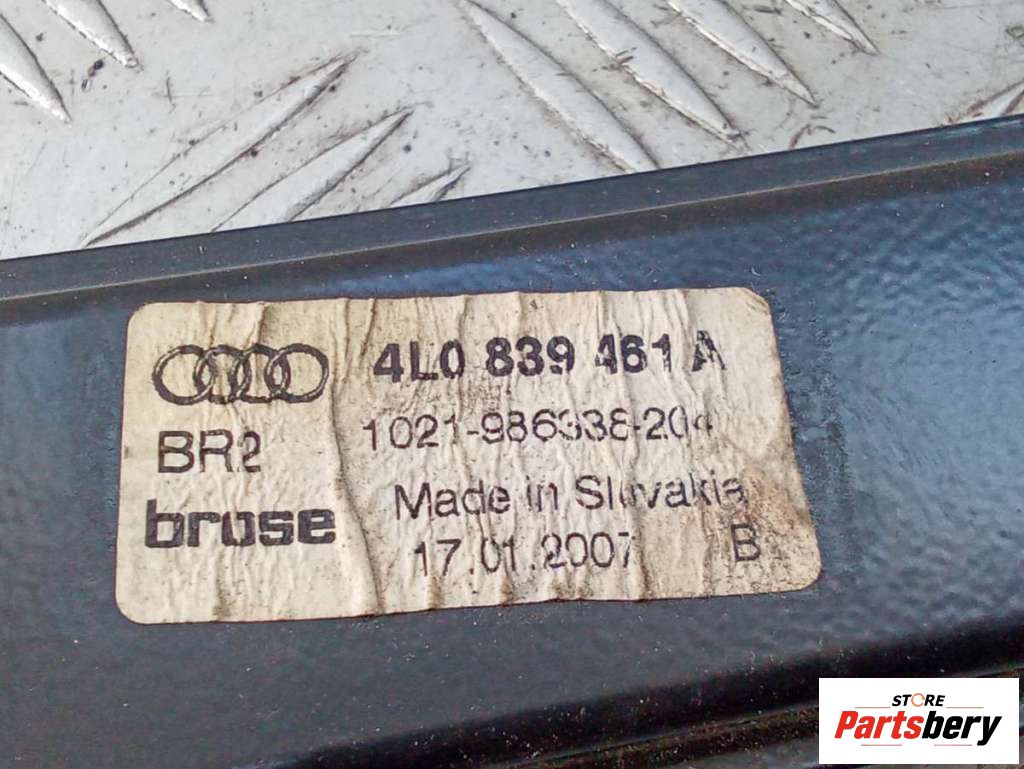 4L0 839 461 A
BR2 1021-986338-204
brose Made in Slovakia
17.01.2007 B
STORE
Partsbery